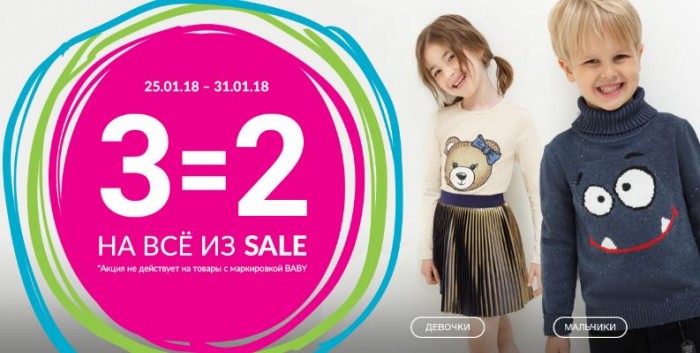 25.01.18 – 31.01.18
3=2
НА ВСЁ ИЗ SALE
*Акция не действует на товары с маркировкой BABY
ДЕВОЧКИ
МАЛЬЧИКИ